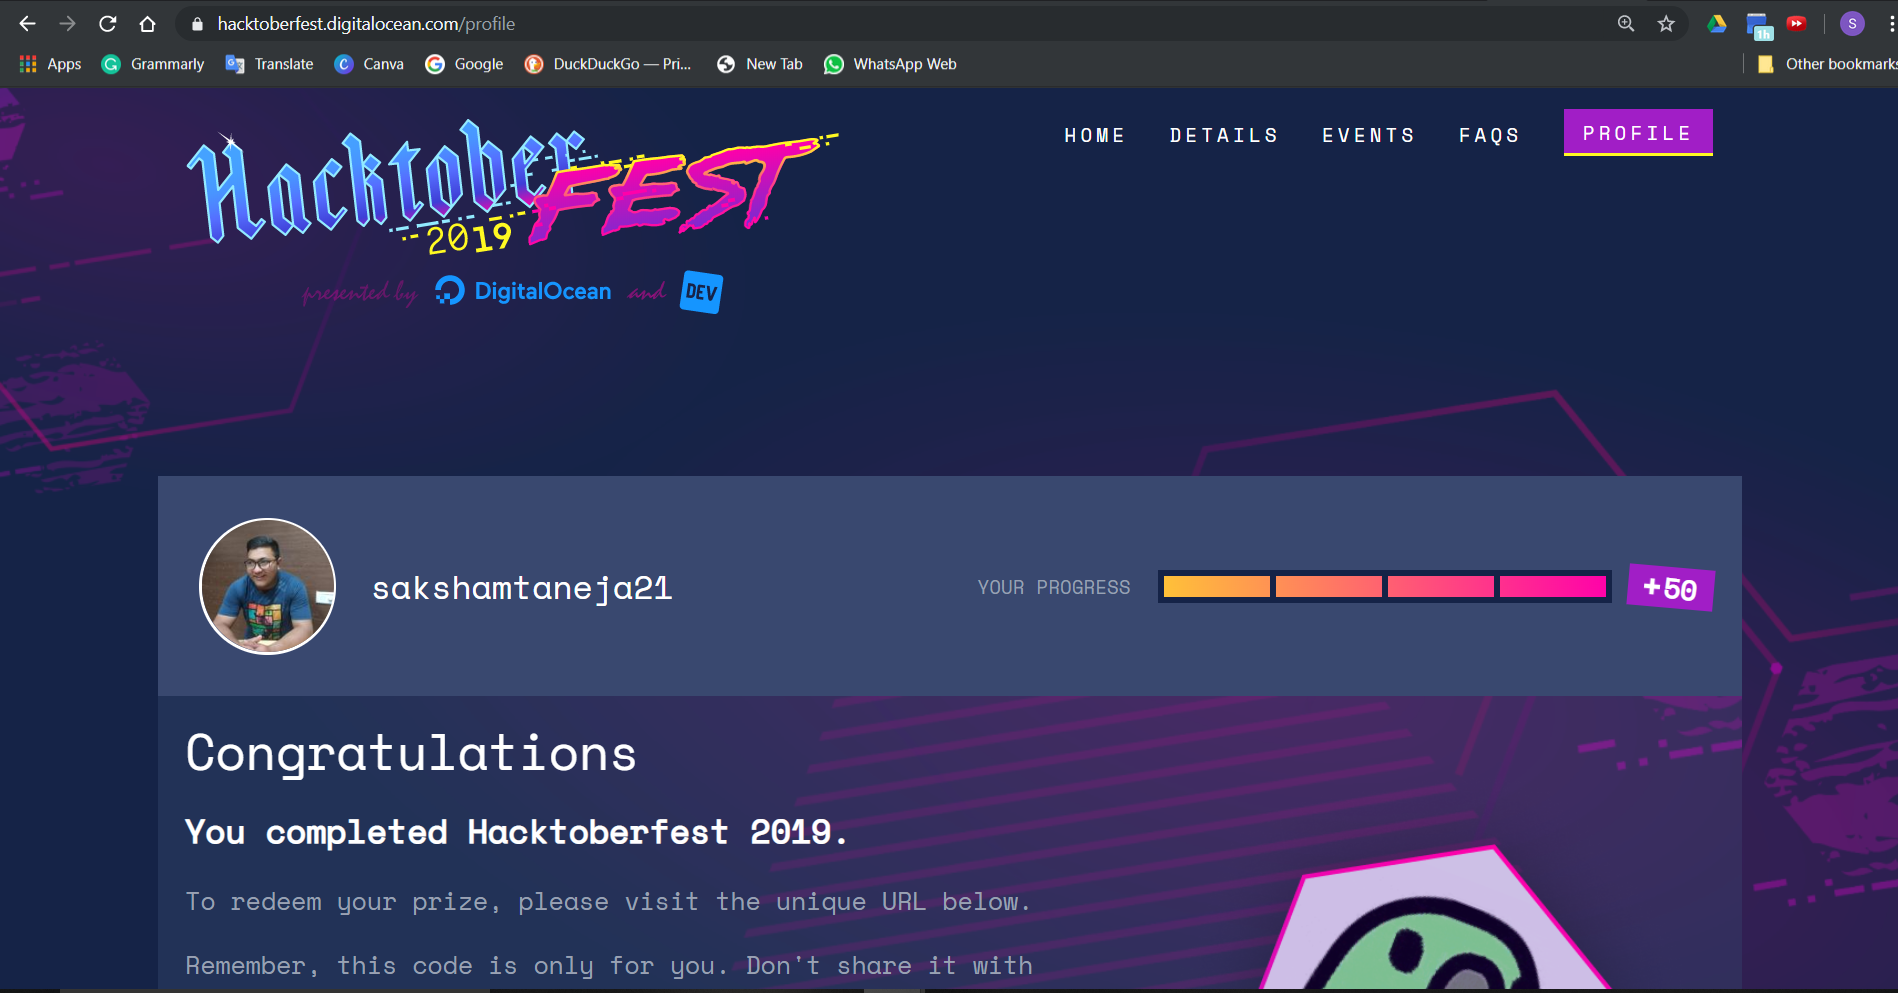 hacktoberfest.digitalocean.com/profile
S
1h
Apps
Grammarly
Translate
Canva
Google
DuckDuckGo — Pri...
New Tab
WhatsApp Web
Other bookmarks
Hacktober FEST
2019
presented by DigitalOcean and DEV
HOME
DETAILS
EVENTS
FAQS
PROFILE
sakshamtaneja21
YOUR PROGRESS
+50
Congratulations
You completed Hacktoberfest 2019.
To redeem your prize, please visit the unique URL below.
Remember, this code is only for you. Don't share it with